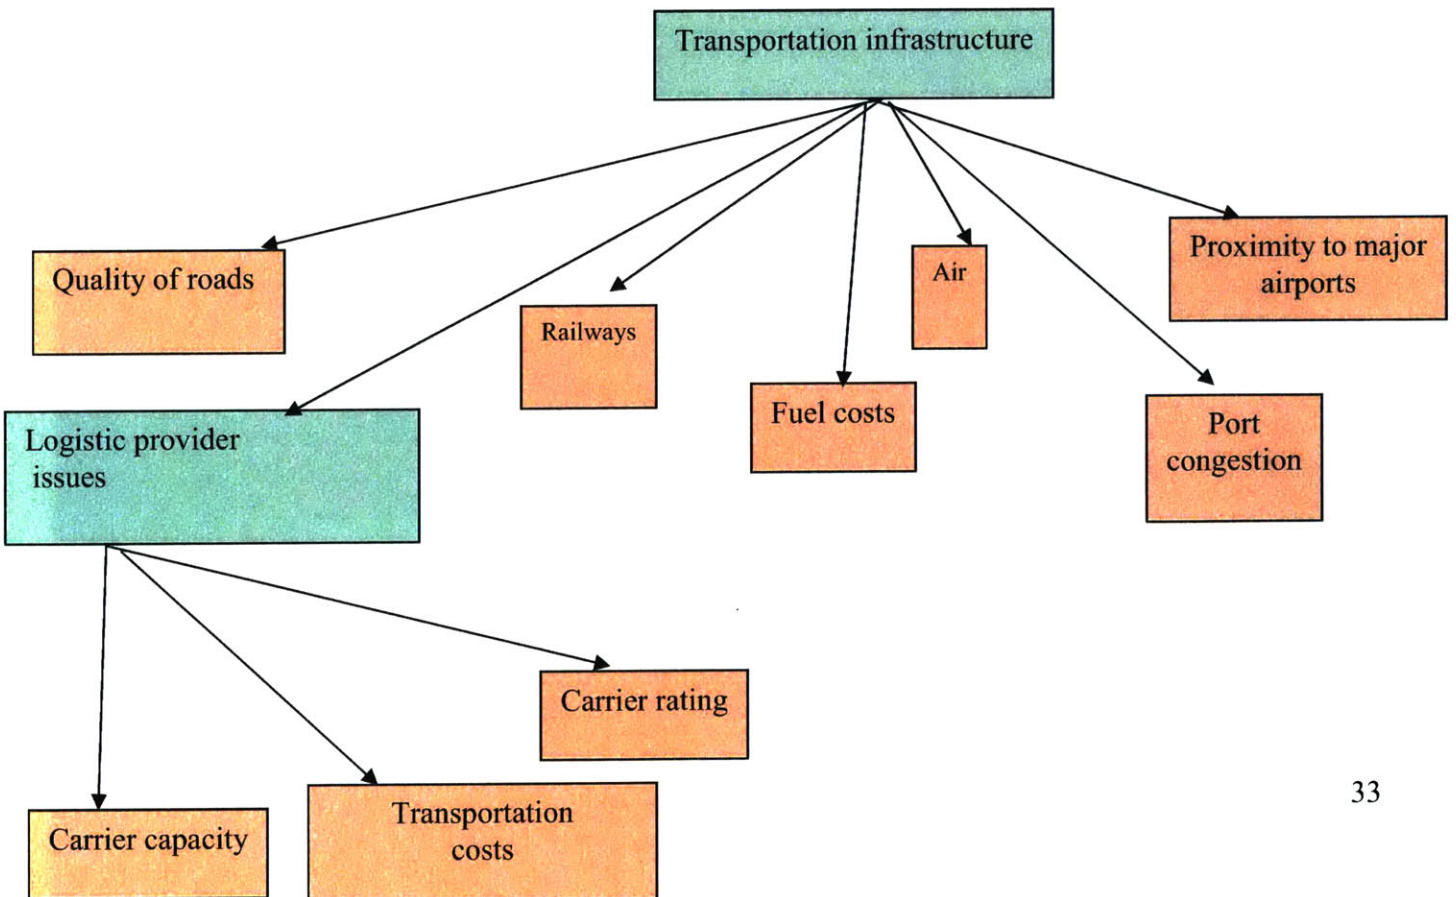 Transportation infrastructure
Quality of roads
Railways
Air
Proximity to major
airports
Fuel costs
Port
congestion
Logistic provider
issues
Carrier rating
Carrier capacity
Transportation
costs
33